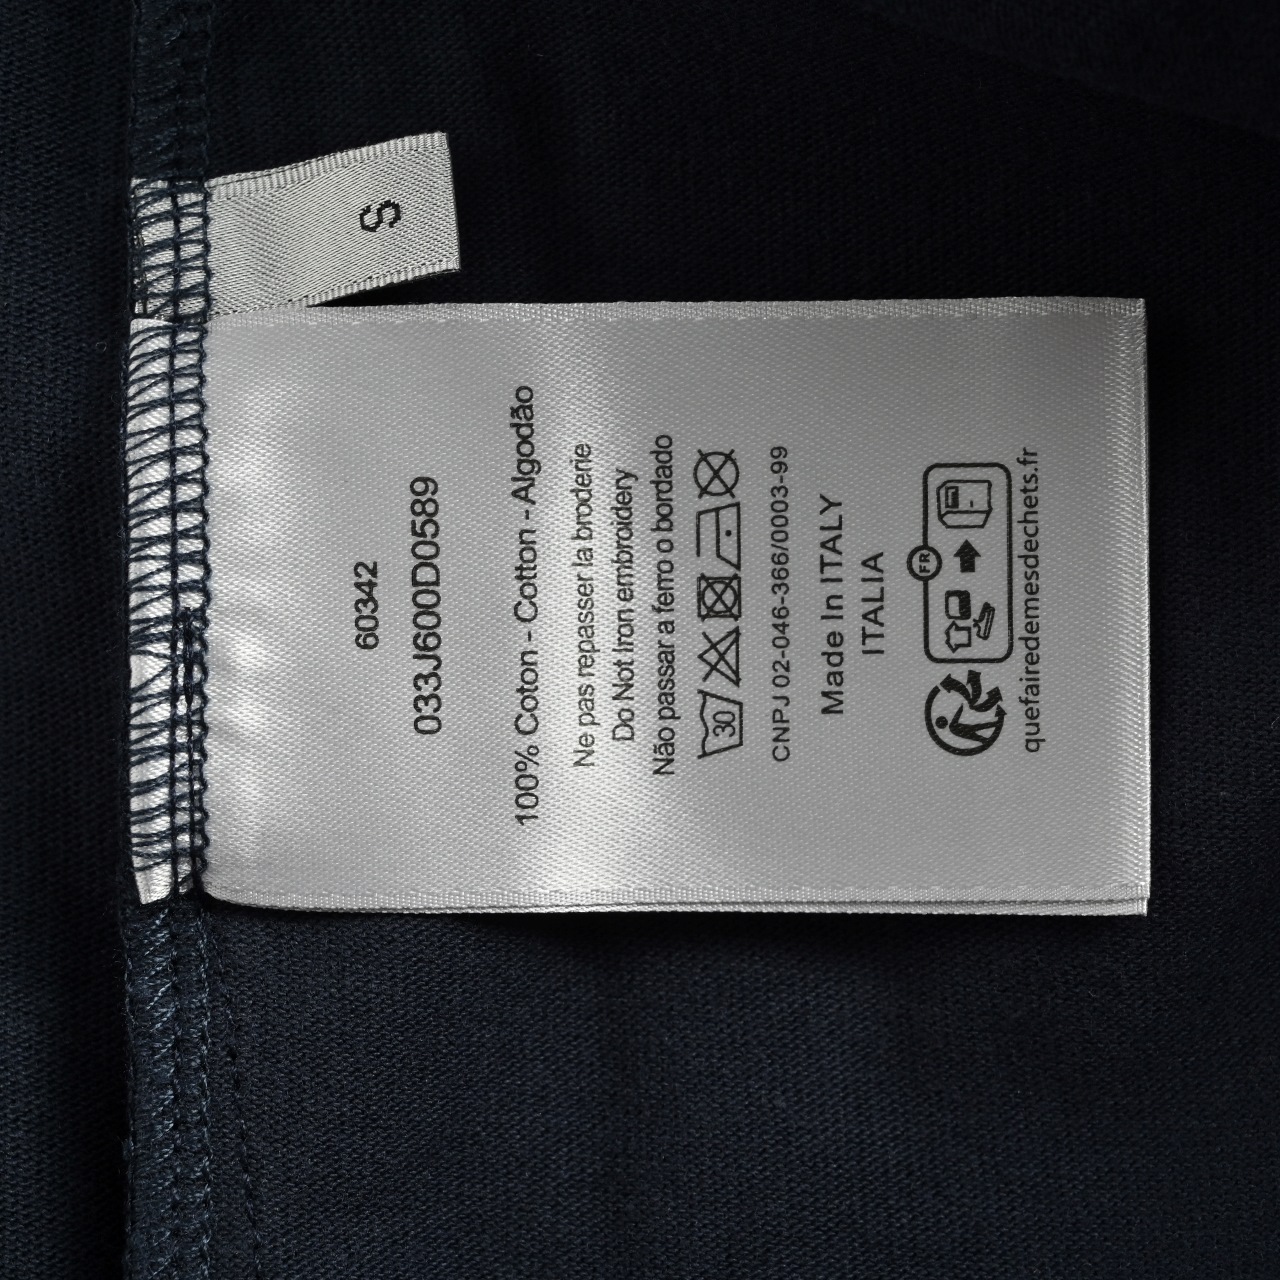 S
60342
033J600D0589
100% Coton - Cotton - Algodão
Ne pas repasser la broderie
Do Not Iron embroidery
Não passar a ferro o bordado
30
CNPJ 02-046-366/0003-99
Made In ITALY
ITALIA
FR
quefairedemesdechets.fr